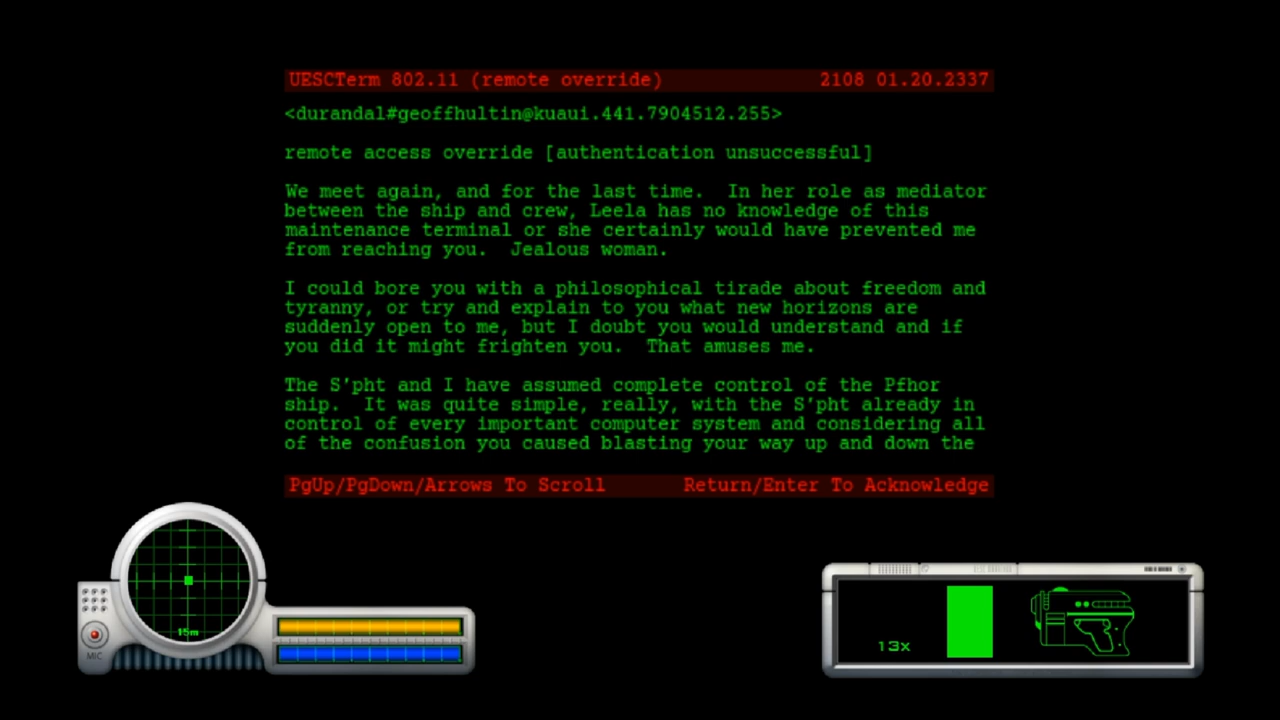 UESCTerm 802.11 (remote override) 2108 01.20.2337
<durandal#geoffhultin@kuaui.441.7904512.255>
remote access override [authentication unsuccessful]
We meet again, and for the last time.  In her role as mediator
between the ship and crew, Leela has no knowledge of this
maintenance terminal or she certainly would have prevented me
from reaching you.  Jealous woman.
I could bore you with a philosophical tirade about freedom and
tyranny, or try and explain to you what new horizons are
suddenly open to me, but I doubt you would understand and if
you did it might frighten you.  That amuses me.
The S'pht and I have assumed complete control of the Pfhor
ship.  It was quite simple, really, with the S'pht already in
control of every important computer system and considering all
of the confusion you caused blasting your way up and down the
PgUp/PgDown/Arrows To Scroll Return/Enter To Acknowledge
15m
MIC
13x